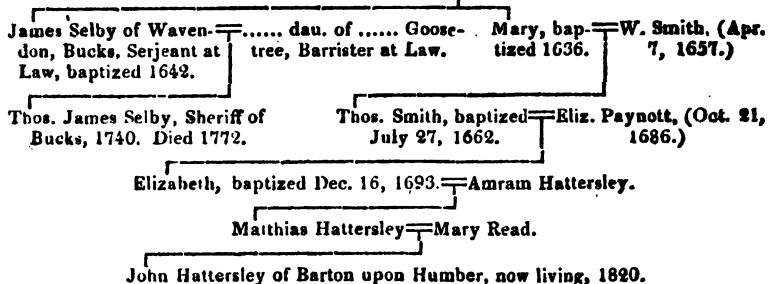 James Selby of Waven-
don, Bucks, Serjeant at
Law, baptized 1642.
...... dau. of ...... Goose-
tree, Barrister at Law.
Mary, bap-
tized 1636.
W. Smith, (Apr.
7, 1657.)
Thos. James Selby, Sheriff of
Bucks, 1740. Died 1772.
Thos. Smith, baptized
July 27, 1662.
Eliz. Paynott, (Oct. 21,
1686.)
Elizabeth, baptized Dec. 16, 1693.
Amram Hattersley.
Matthias Hattersley
Mary Read.
John Hattersley of Barton upon Humber, now living, 1820.